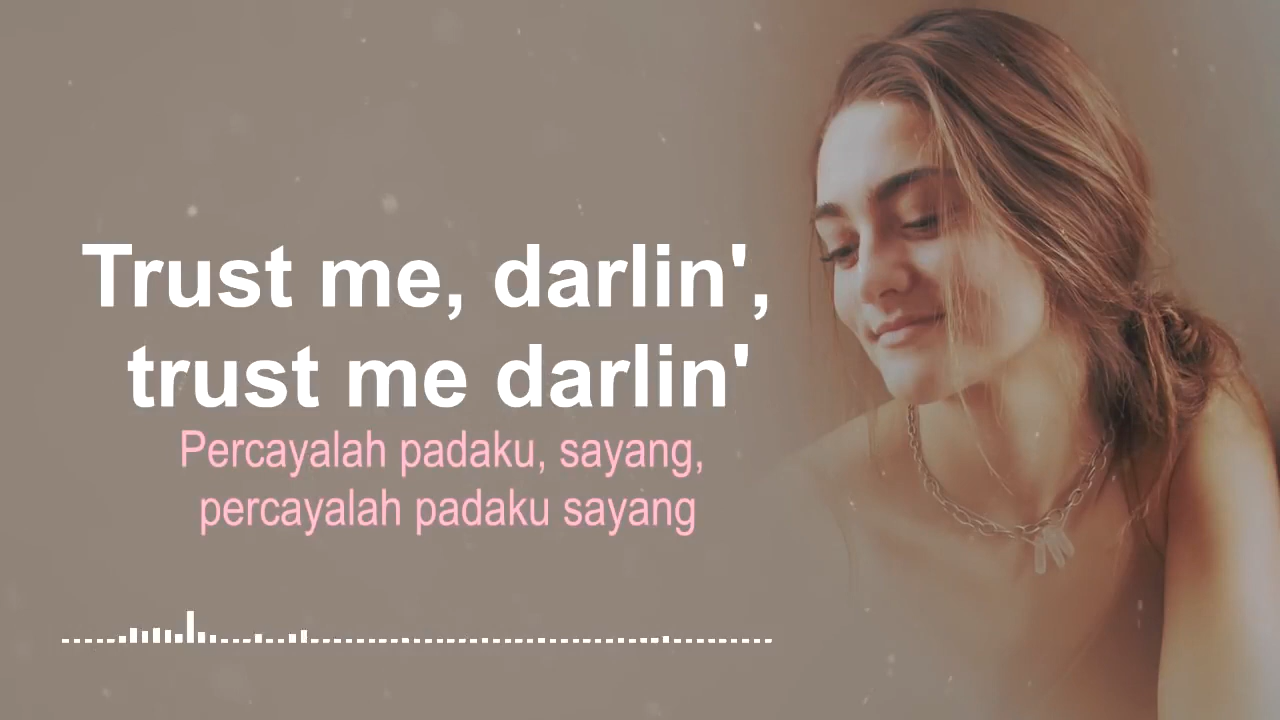 Trust me, darlin',
trust me darlin'
Percayalah padaku, sayang,
percayalah padaku sayang